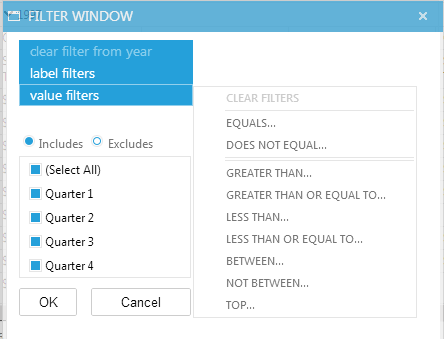 FILTER WINDOW
clear filter from year
label filters
value filters
Includes Excludes
(Select All)
Quarter 1
Quarter 2
Quarter 3
Quarter 4
OK Cancel
CLEAR FILTERS
EQUALS...
DOES NOT EQUAL...
GREATER THAN...
GREATER THAN OR EQUAL TO...
LESS THAN...
LESS THAN OR EQUAL TO...
BETWEEN...
NOT BETWEEN...
TOP...